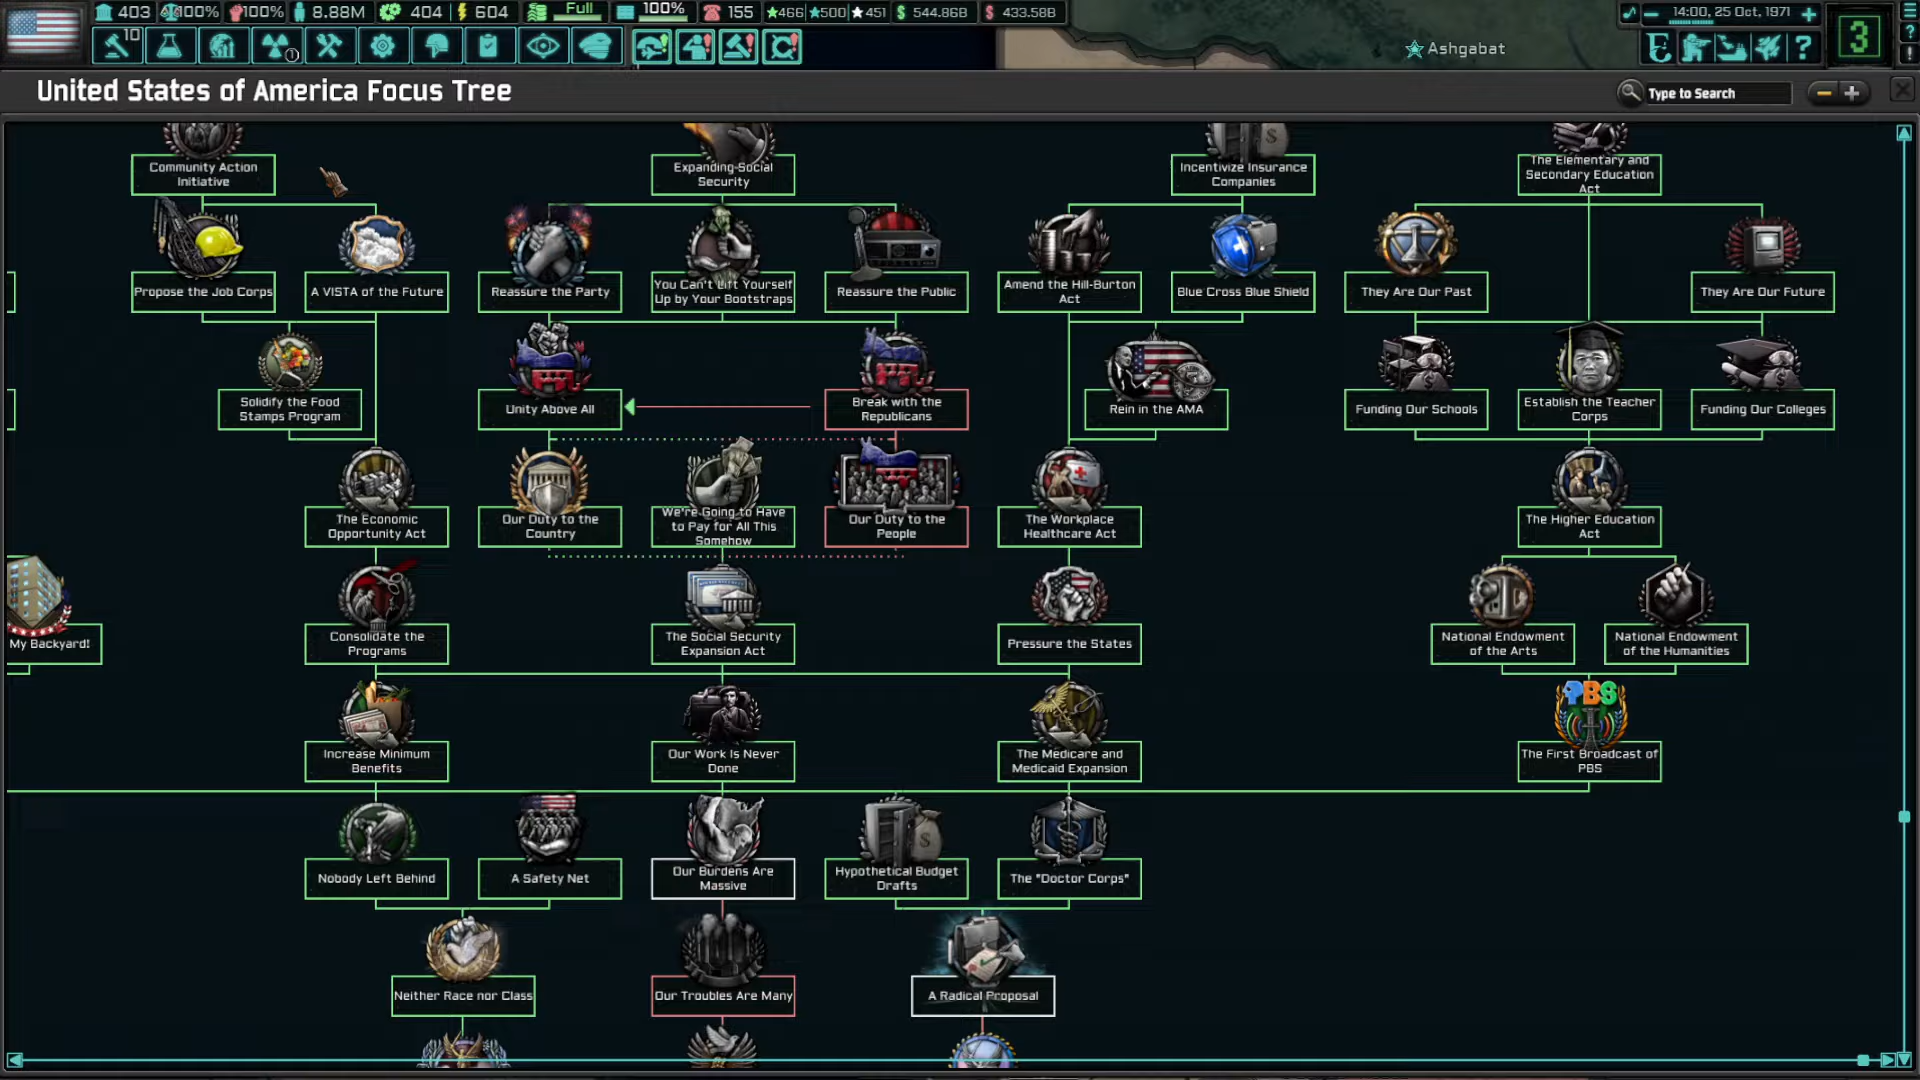 403 100% 100% 8.88M 404 604 Full 100% 155 466 500 451 $ 544.86B $ 433.58B
14:00, 25 Oct, 1971
10
1
3
Ashgabat
United States of America Focus Tree
Type to Search
Community Action
Initiative
Expanding Social
Security
Incentivize Insurance
Companies
The Elementary and
Secondary Education
Act
Propose the Job Corps
A VISTA of the Future
Reassure the Party
You Can't Lift Yourself
Up by Your Bootstraps
Reassure the Public
Amend the Hill-Burton
Act
Blue Cross Blue Shield
They Are Our Past
They Are Our Future
Solidify the Food
Stamps Program
Unity Above All
Break with the
Republicans
Rein in the AMA
Funding Our Schools
Establish the Teacher
Corps
Funding Our Colleges
The Economic
Opportunity Act
Our Duty to the
Country
We're Going to Have
to Pay for All This
Somehow
Our Duty to the
People
The Workplace
Healthcare Act
The Higher Education
Act
My Backyard!
Consolidate the
Programs
The Social Security
Expansion Act
Pressure the States
National Endowment
of the Arts
National Endowment
of the Humanities
PBS
Increase Minimum
Benefits
Our Work Is Never
Done
The Medicare and
Medicaid Expansion
The First Broadcast of
PBS
Nobody Left Behind
A Safety Net
Our Burdens Are
Massive
Hypothetical Budget
Drafts
The "Doctor Corps"
Neither Race nor Class
Our Troubles Are Many
A Radical Proposal